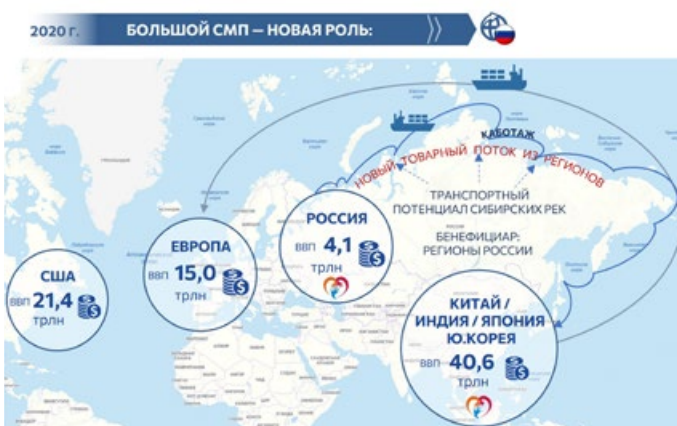 2020 г.
БОЛЬШОЙ СМП — НОВАЯ РОЛЬ:
КАБОТАЖ
НОВЫЙ ТОВАРНЫЙ ПОТОК ИЗ РЕГИОНОВ
ТРАНСПОРТНЫЙ
ПОТЕНЦИАЛ СИБИРСКИХ РЕК
БЕНЕФИЦИАР:
РЕГИОНЫ РОССИИ
РОССИЯ
ВВП 4,1
трлн
ЕВРОПА
ВВП 15,0
трлн
США
ВВП 21,4
трлн
КИТАЙ /
ИНДИЯ / ЯПОНИЯ
Ю.КОРЕЯ
ВВП 40,6
трлн